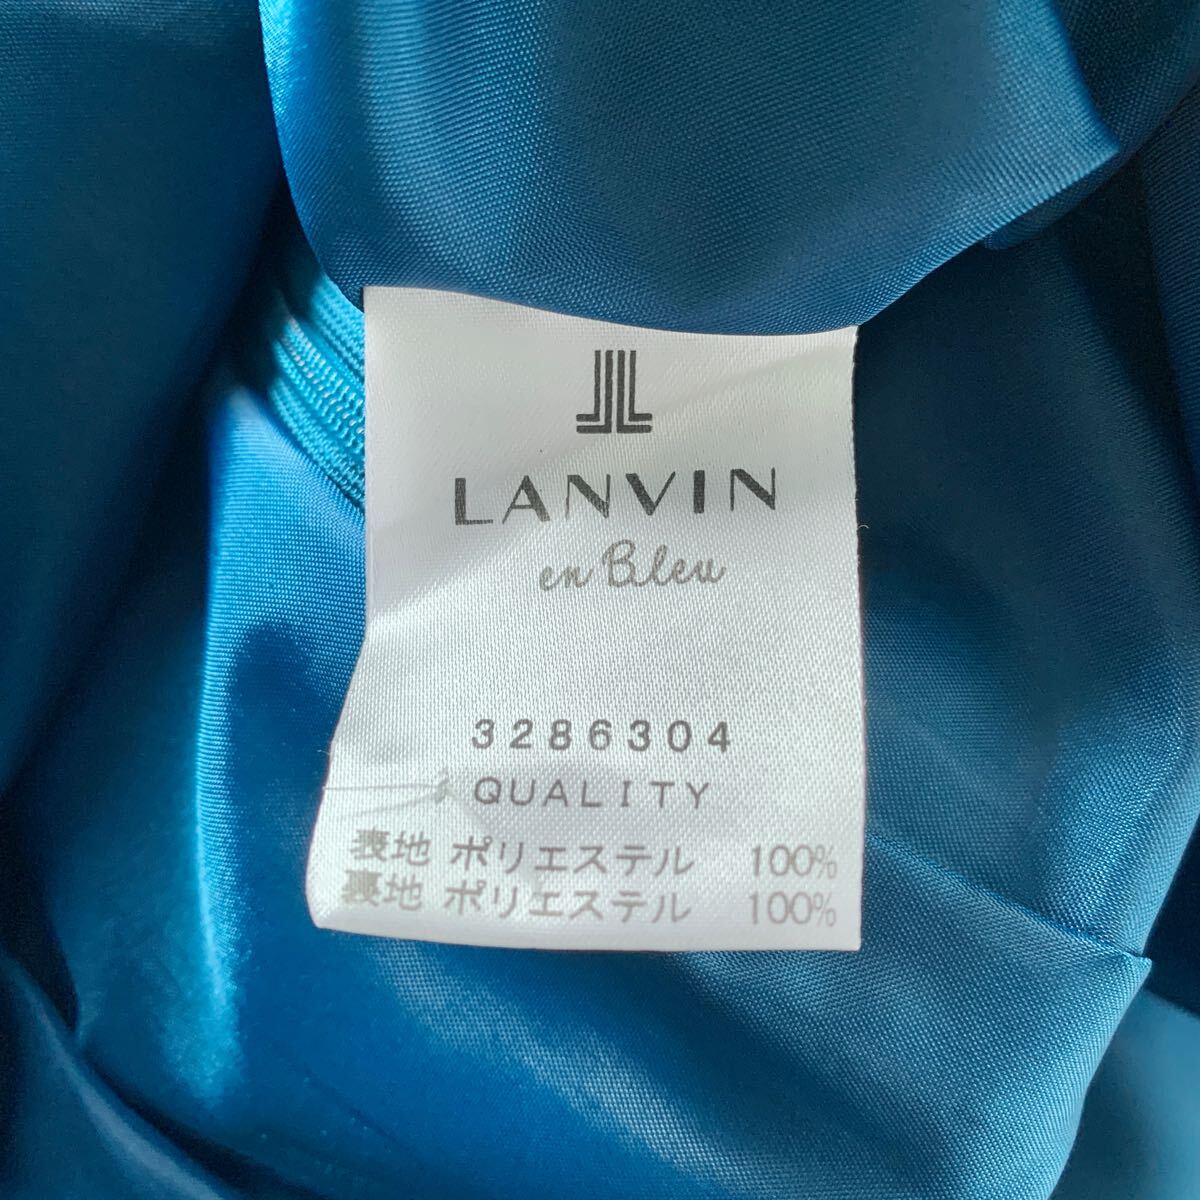 LANVIN
en Bleu
3286304
QUALITY
表地 ポリエステル 100%
裏地 ポリエステル 100%